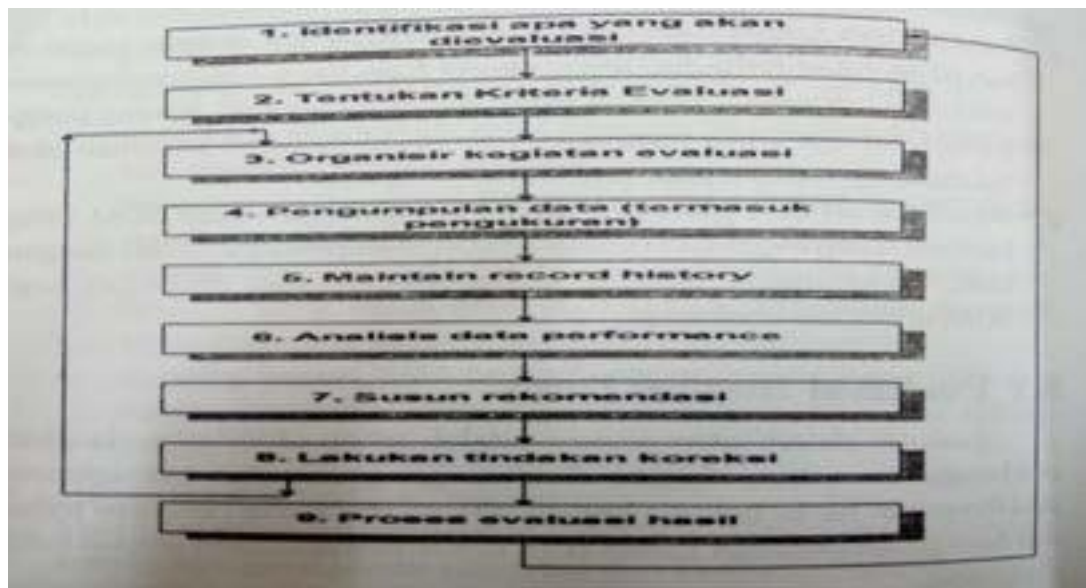 1. Identifikasi apa yang akan
dievaluasi
2. Tentukan Kriteria Evaluasi
3. Organisir kegiatan evaluasi
4. Pengumpulan data (termasuk
pengukuran)
5. Maintain record history
6. Analisis data performance
7. Susun rekomendasi
8. Lakukan tindakan koreksi
9. Proses evaluasi hasil